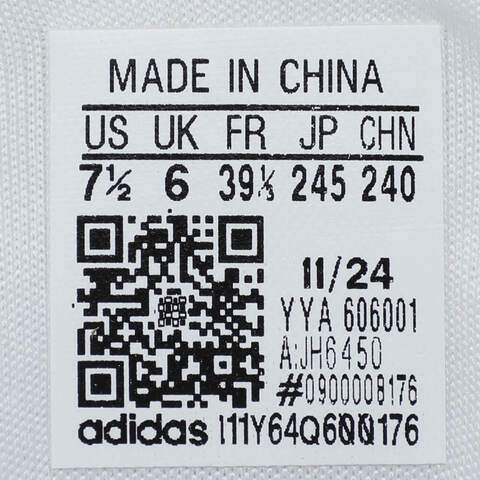 MADE IN CHINA
US UK FR JP CHN
7½ 6 39⅓ 245 240
11/24
YYA 606001
A:JH6450
#0900008176
adidas 111Y64Q600176